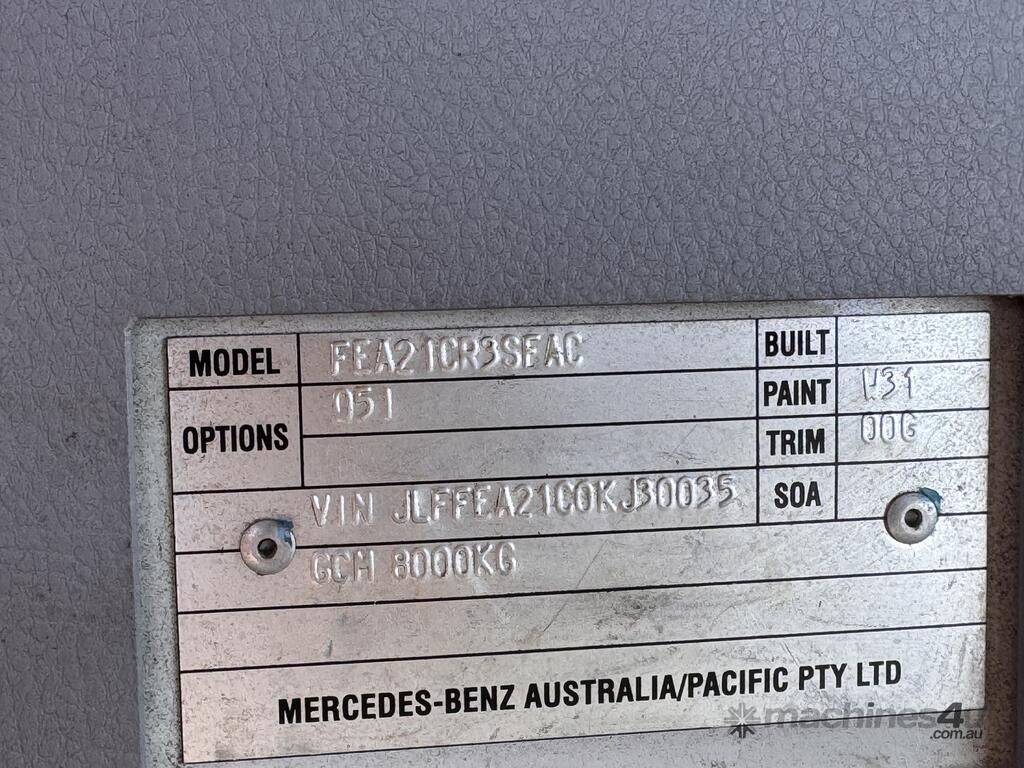 MODEL FEA21CR3SFAC BUILT
OPTIONS 051 PAINT W31
TRIM 00G
VIN JLFFEA21C0KJ30035 SOA
GCM 8000KG
MERCEDES-BENZ AUSTRALIA/PACIFIC PTY LTD
machines4u
.com.au